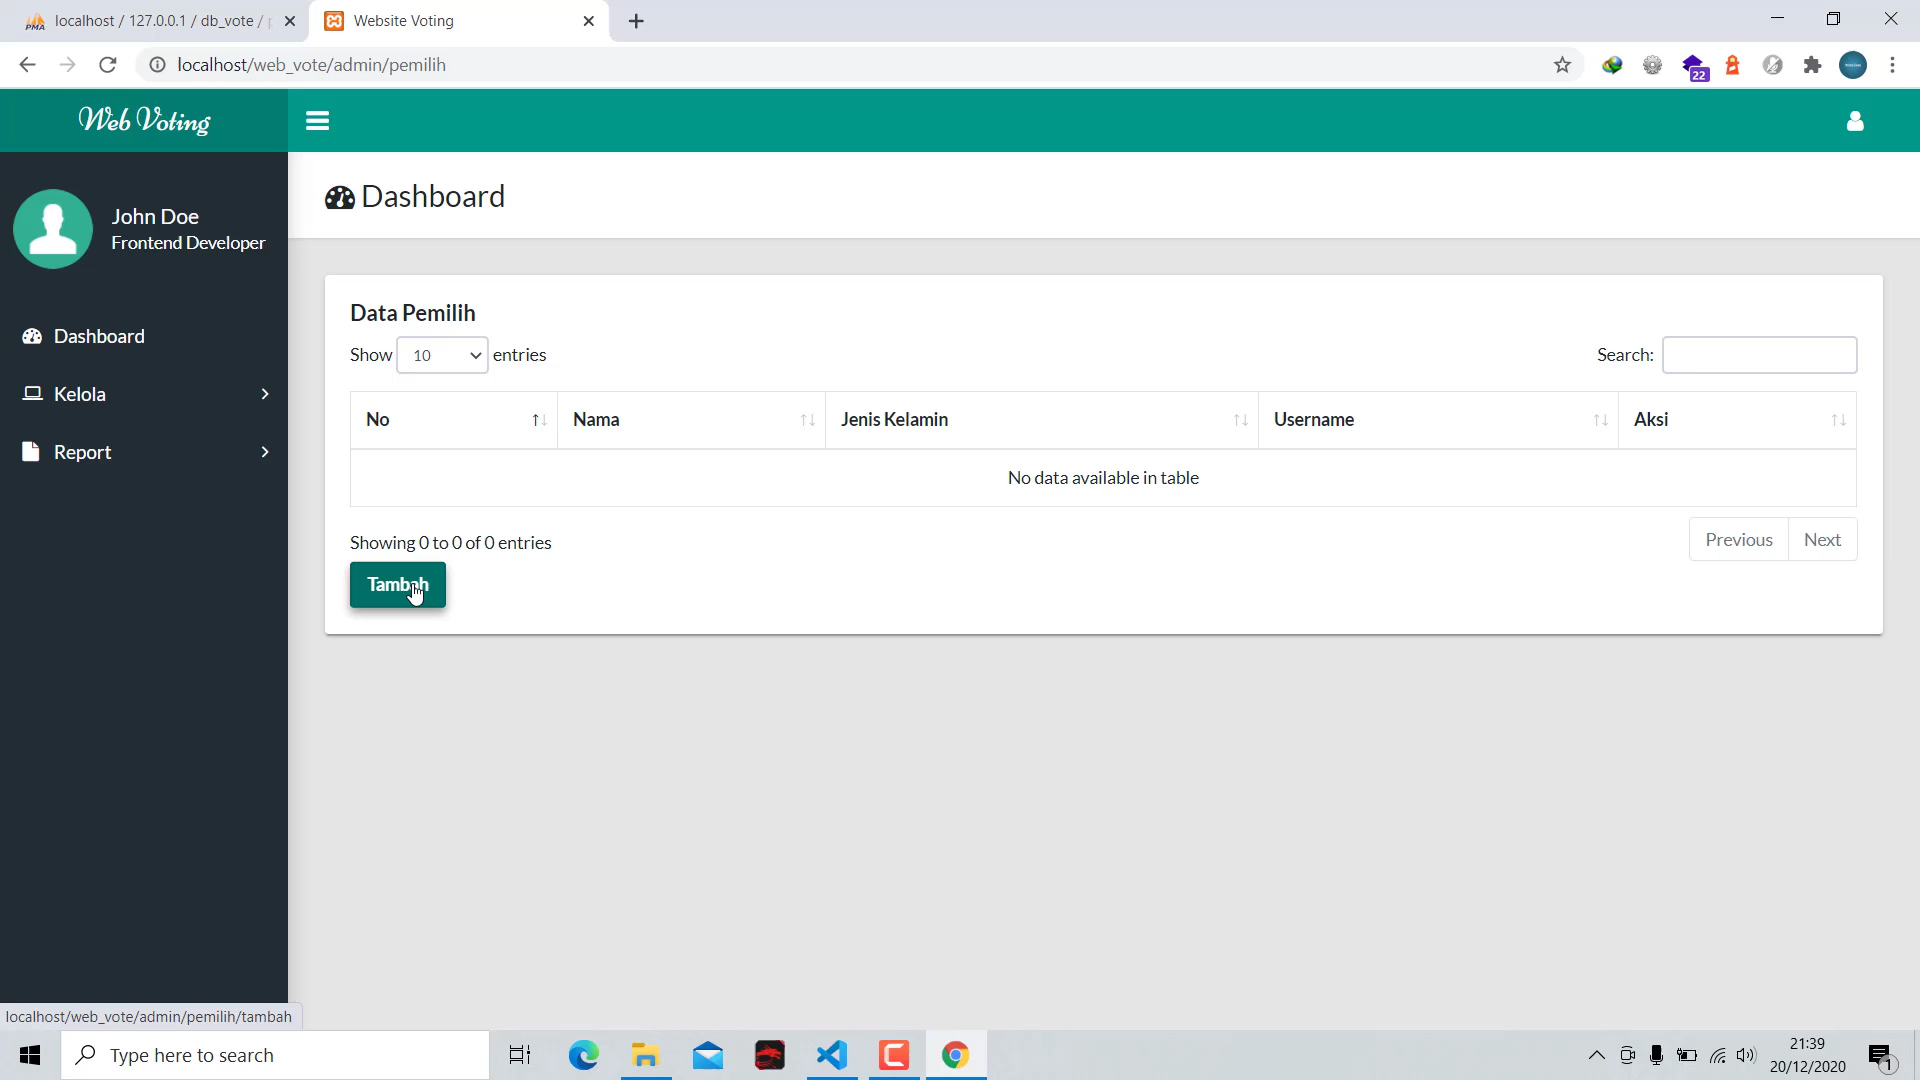 localhost / 127.0.0.1 / db_vote /
Website Voting
localhost/web_vote/admin/pemilih
22
Web Voting
Dashboard
John Doe
Frontend Developer
Dashboard
Kelola
Report
Data Pemilih
Show 10 entries
Search:
No Nama Jenis Kelamin Username Aksi
No data available in table
Showing 0 to 0 of 0 entries
Previous Next
Tambah
localhost/web_vote/admin/pemilih/tambah
Type here to search
21:39
20/12/2020
1